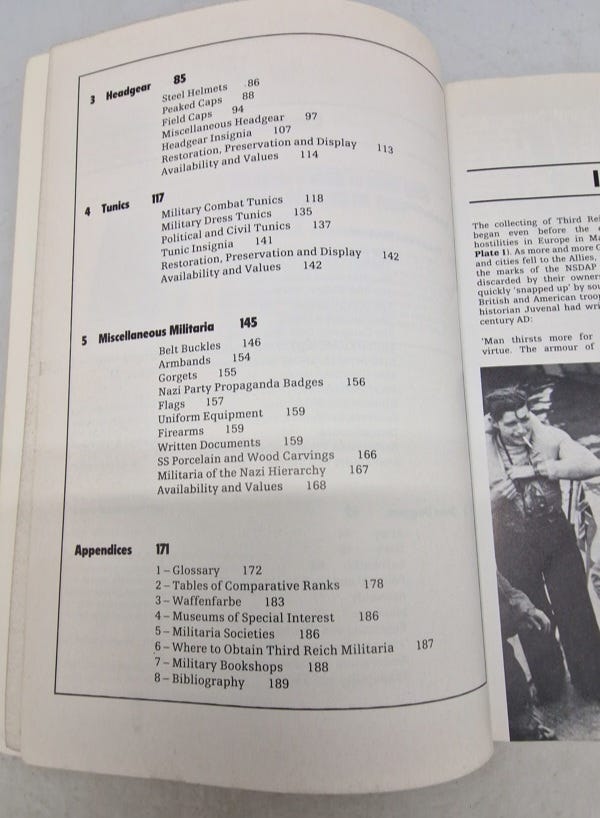 3 Headgear 85
Steel Helmets 86
Peaked Caps 88
Field Caps 94
Miscellaneous Headgear 97
Headgear Insignia 107
Restoration, Preservation and Display 113
Availability and Values 114
4 Tunics 117
Military Combat Tunics 118
Military Dress Tunics 135
Political and Civil Tunics 137
Tunic Insignia 141
Restoration, Preservation and Display 142
Availability and Values 142
5 Miscellaneous Militaria 145
Belt Buckles 146
Armbands 154
Gorgets 155
Nazi Party Propaganda Badges 156
Flags 157
Uniform Equipment 159
Firearms 159
Written Documents 159
SS Porcelain and Wood Carvings 166
Militaria of the Nazi Hierarchy 167
Availability and Values 168
Appendices 171
1 – Glossary 172
2 – Tables of Comparative Ranks 178
3 – Waffenfarbe 183
4 – Museums of Special Interest 186
5 – Militaria Societies 186
6 – Where to Obtain Third Reich Militaria 187
7 – Military Bookshops 188
8 – Bibliography 189
The collecting of Third Rei
began even before the
hostilities in Europe in Ma
Plate I). As more and more G
and cities fell to the Allies,
the marks of the NSDAP
discarded by their owners
quickly 'snapped up' by sou
British and American troop
historian Juvenal had wri
century AD:
'Man thirsts more for
virtue. The armour of